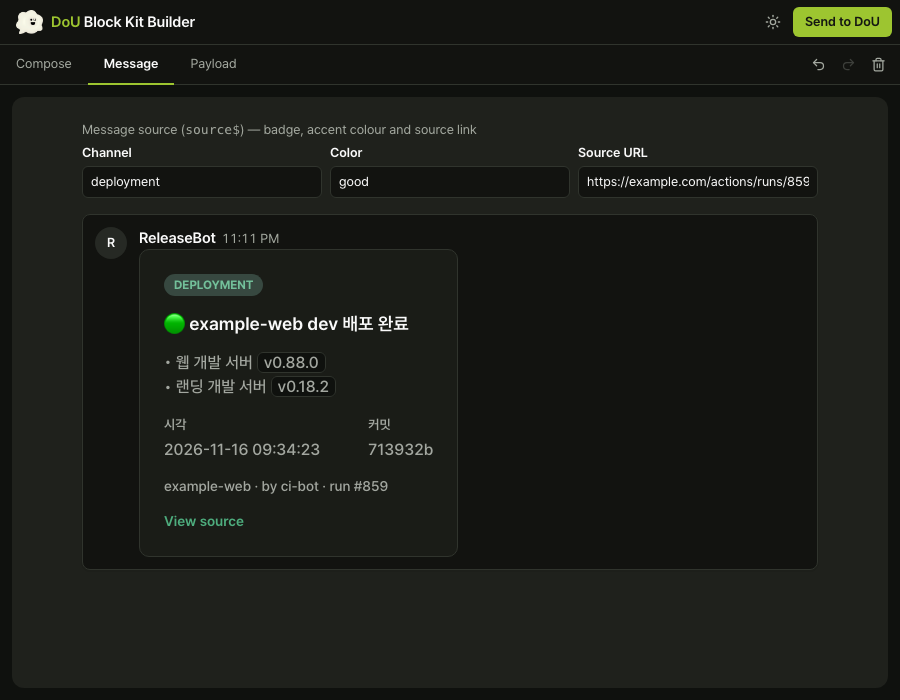 DoU Block Kit Builder
Send to DoU
Compose
Message
Payload
Message source (source$) — badge, accent colour and source link
Channel
Color
Source URL
deployment
good
https://example.com/actions/runs/859
R
ReleaseBot 11:11 PM
DEPLOYMENT
example-web dev 배포 완료
• 웹 개발 서버 v0.88.0
• 랜딩 개발 서버 v0.18.2
시각
커밋
2026-11-16 09:34:23
713932b
example-web · by ci-bot · run #859
View source